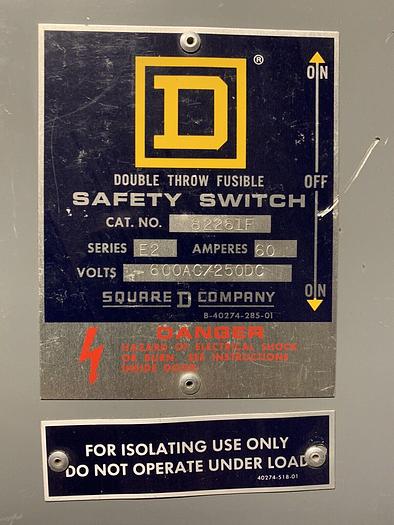 D ®
ON
DOUBLE THROW FUSIBLE
OFF
SAFETY SWITCH
CAT. NO. 82261F
SERIES E2 AMPERES 60
VOLTS 600AC/250DC
ON
SQUARE D COMPANY
B-40274-285-01
DANGER
HAZARD OF ELECTRICAL SHOCK
OR BURN. SEE INSTRUCTIONS
INSIDE DOOR.
FOR ISOLATING USE ONLY
DO NOT OPERATE UNDER LOAD
40274-518-01